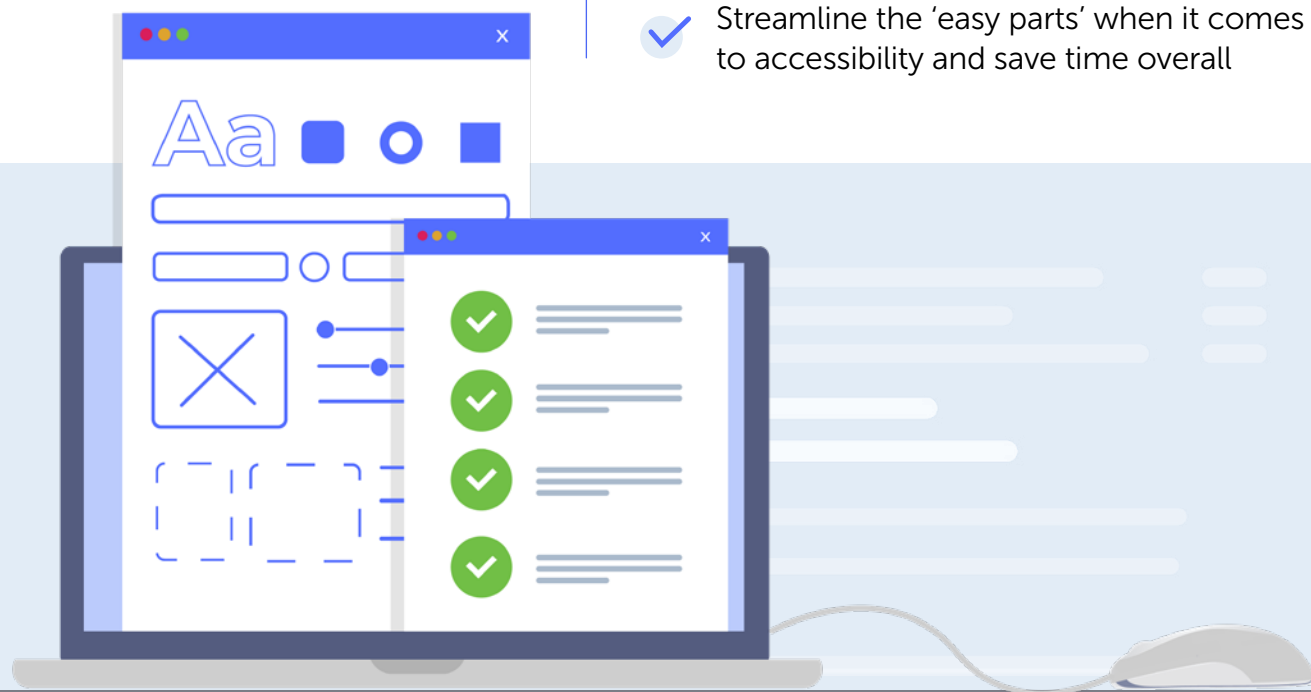 Streamline the ‘easy parts’ when it comes
to accessibility and save time overall
X
Aa
X